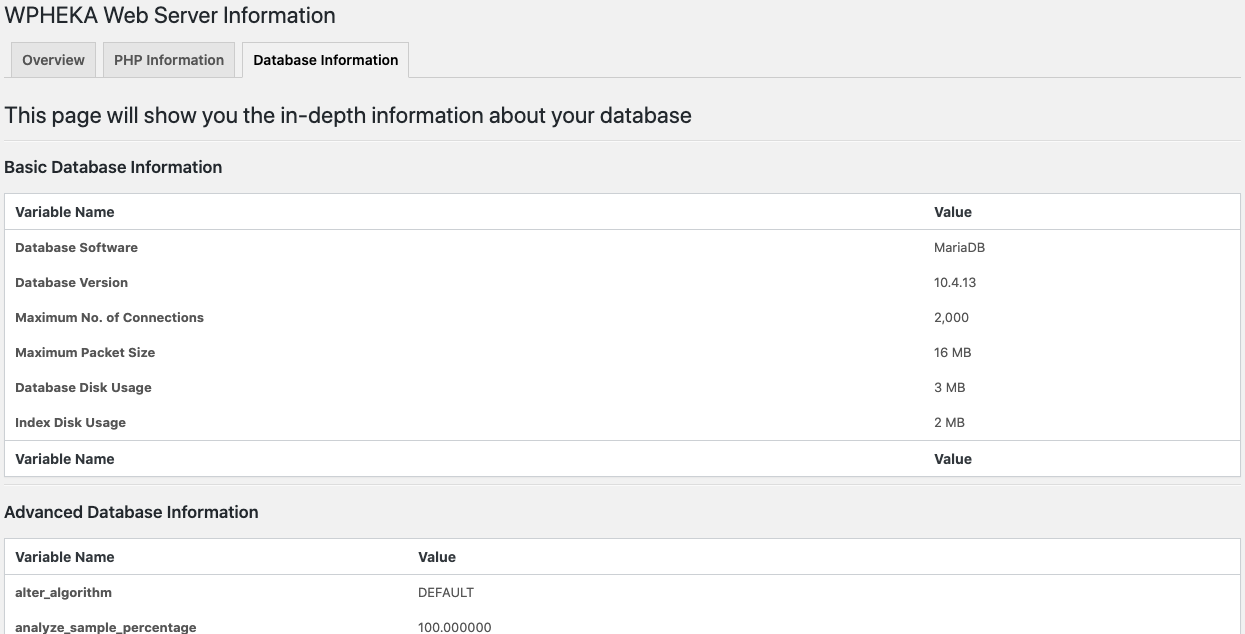 WPHEKA Web Server Information
Overview PHP Information Database Information
This page will show you the in-depth information about your database
Basic Database Information
Variable Name Value
Database Software MariaDB
Database Version 10.4.13
Maximum No. of Connections 2,000
Maximum Packet Size 16 MB
Database Disk Usage 3 MB
Index Disk Usage 2 MB
Variable Name Value
Advanced Database Information
Variable Name Value
alter_algorithm DEFAULT
analyze_sample_percentage 100.000000